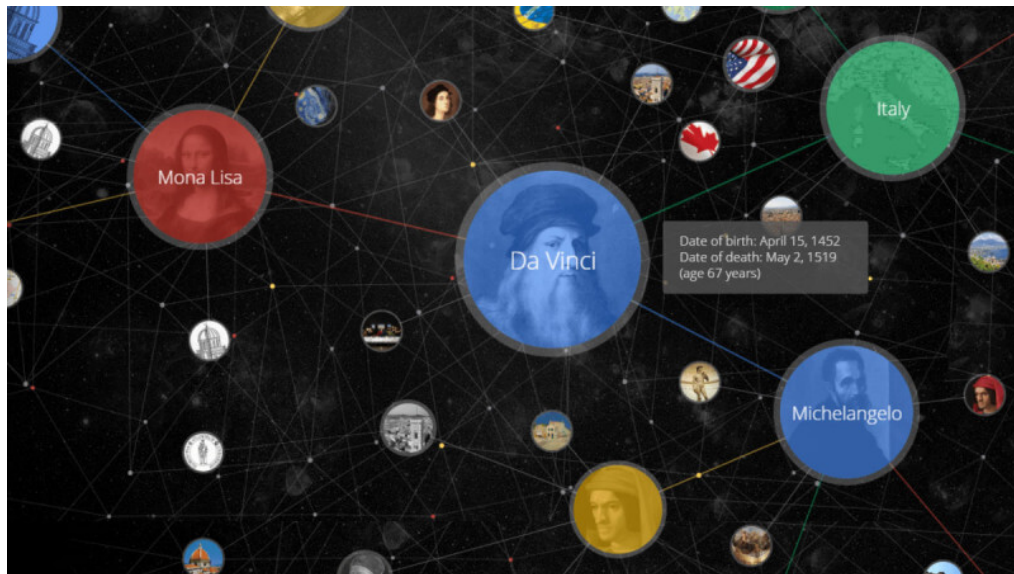 Italy
Mona Lisa
Da Vinci
Date of birth: April 15, 1452
Date of death: May 2, 1519
(age 67 years)
Michelangelo